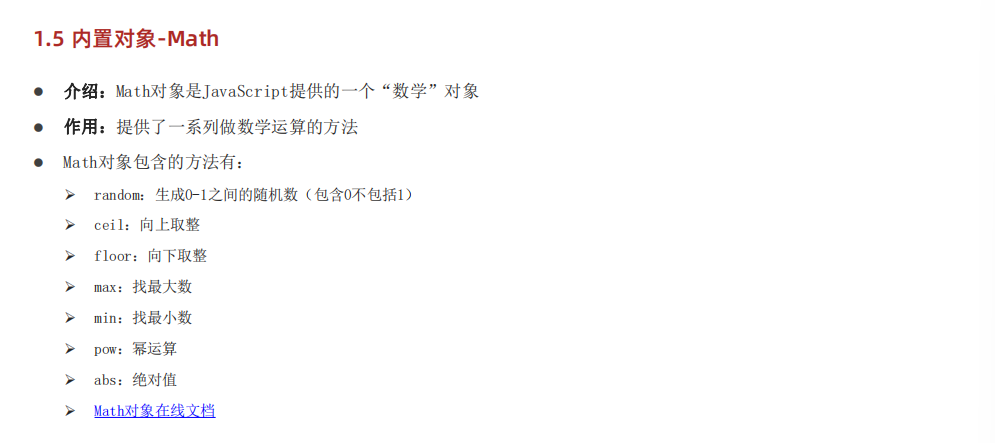 1.5 内置对象-Math
● 介绍：Math对象是JavaScript提供的一个“数学”对象
● 作用：提供了一系列做数学运算的方法
● Math对象包含的方法有：
➢ random：生成0-1之间的随机数（包含0不包括1）
➢ ceil：向上取整
➢ floor：向下取整
➢ max：找最大数
➢ min：找最小数
➢ pow：幂运算
➢ abs：绝对值
➢ Math对象在线文档